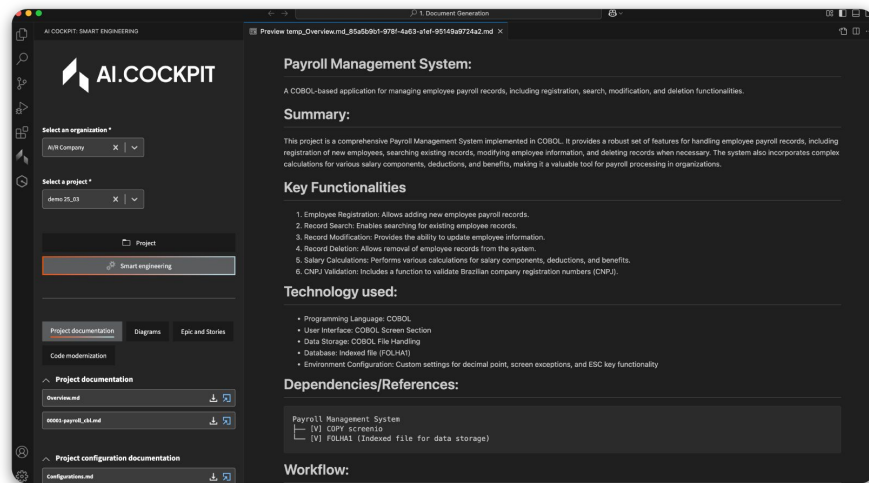 1. Document Generation
AI COCKPIT: SMART ENGINEERING
Preview temp_Overview.md_85a5b9b1-978f-4a63-a1ef-95149a9724a2.md
AI.COCKPIT
Select an organization *
AI/R Company
Select a project *
demo 25_03
Project
Smart engineering
Project documentation
Diagrams
Epic and Stories
Code modernization
Project documentation
Overview.md
00003-payroll_cbl.md
Project configuration documentation
Configurations.md
Payroll Management System:
A COBOL-based application for managing employee payroll records, including registration, search, modification, and deletion functionalities.
Summary:
This project is a comprehensive Payroll Management System implemented in COBOL. It provides a robust set of features for handling employee payroll records, including
registration of new employees, searching existing records, modifying employee information, and deleting records when necessary. The system also incorporates complex
calculations for various salary components, deductions, and benefits, making it a valuable tool for payroll processing in organizations.
Key Functionalities
1. Employee Registration: Allows adding new employee payroll records.
2. Record Search: Enables searching for existing employee records.
3. Record Modification: Provides the ability to update employee information.
4. Record Deletion: Allows removal of employee records from the system.
5. Salary Calculations: Performs various calculations for salary components, deductions, and benefits.
6. CNPJ Validation: Includes a function to validate Brazilian company registration numbers (CNPJ).
Technology used:
• Programming Language: COBOL
• User Interface: COBOL Screen Section
• Data Storage: COBOL File Handling
• Database: Indexed file (FOLHA1)
• Environment Configuration: Custom settings for decimal point, screen exceptions, and ESC key functionality
Dependencies/References:
Payroll Management System
├── [V] COPY screenio
└── [V] FOLHA1 (Indexed file for data storage)
Workflow: